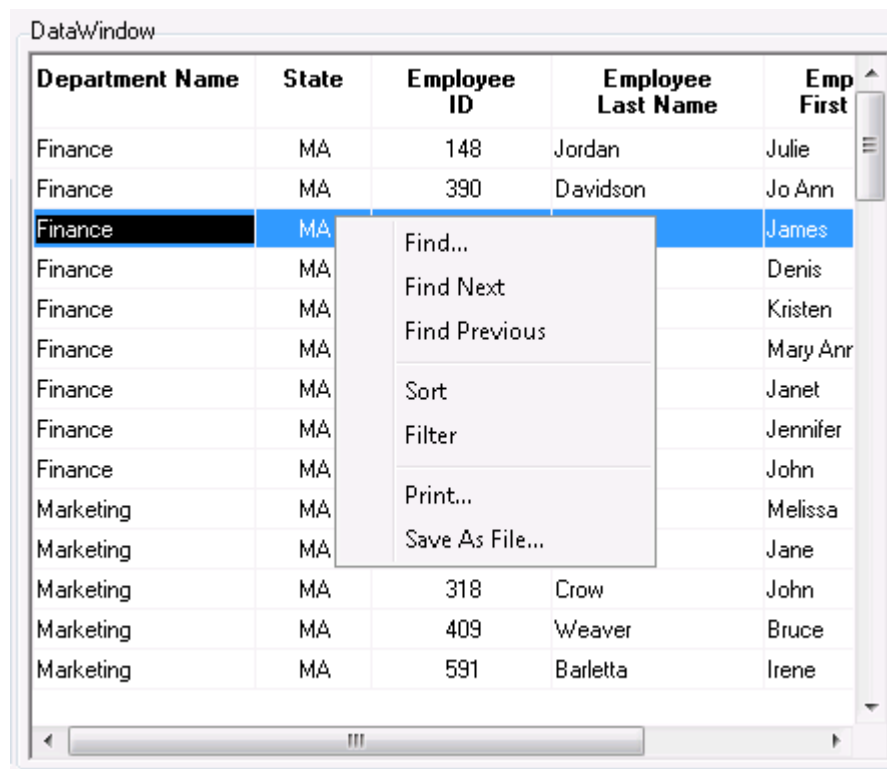 DataWindow
Department Name State Employee ID Employee Last Name Emp First
Finance MA 148 Jordan Julie
Finance MA 390 Davidson Jo Ann
Finance MA James
Finance MA Denis
Finance MA Kristen
Finance MA Mary Anr
Finance MA Janet
Finance MA Jennifer
Finance MA John
Marketing MA Melissa
Marketing MA Jane
Marketing MA 318 Crow John
Marketing MA 409 Weaver Bruce
Marketing MA 591 Barletta Irene
Find...
Find Next
Find Previous
Sort
Filter
Print...
Save As File...